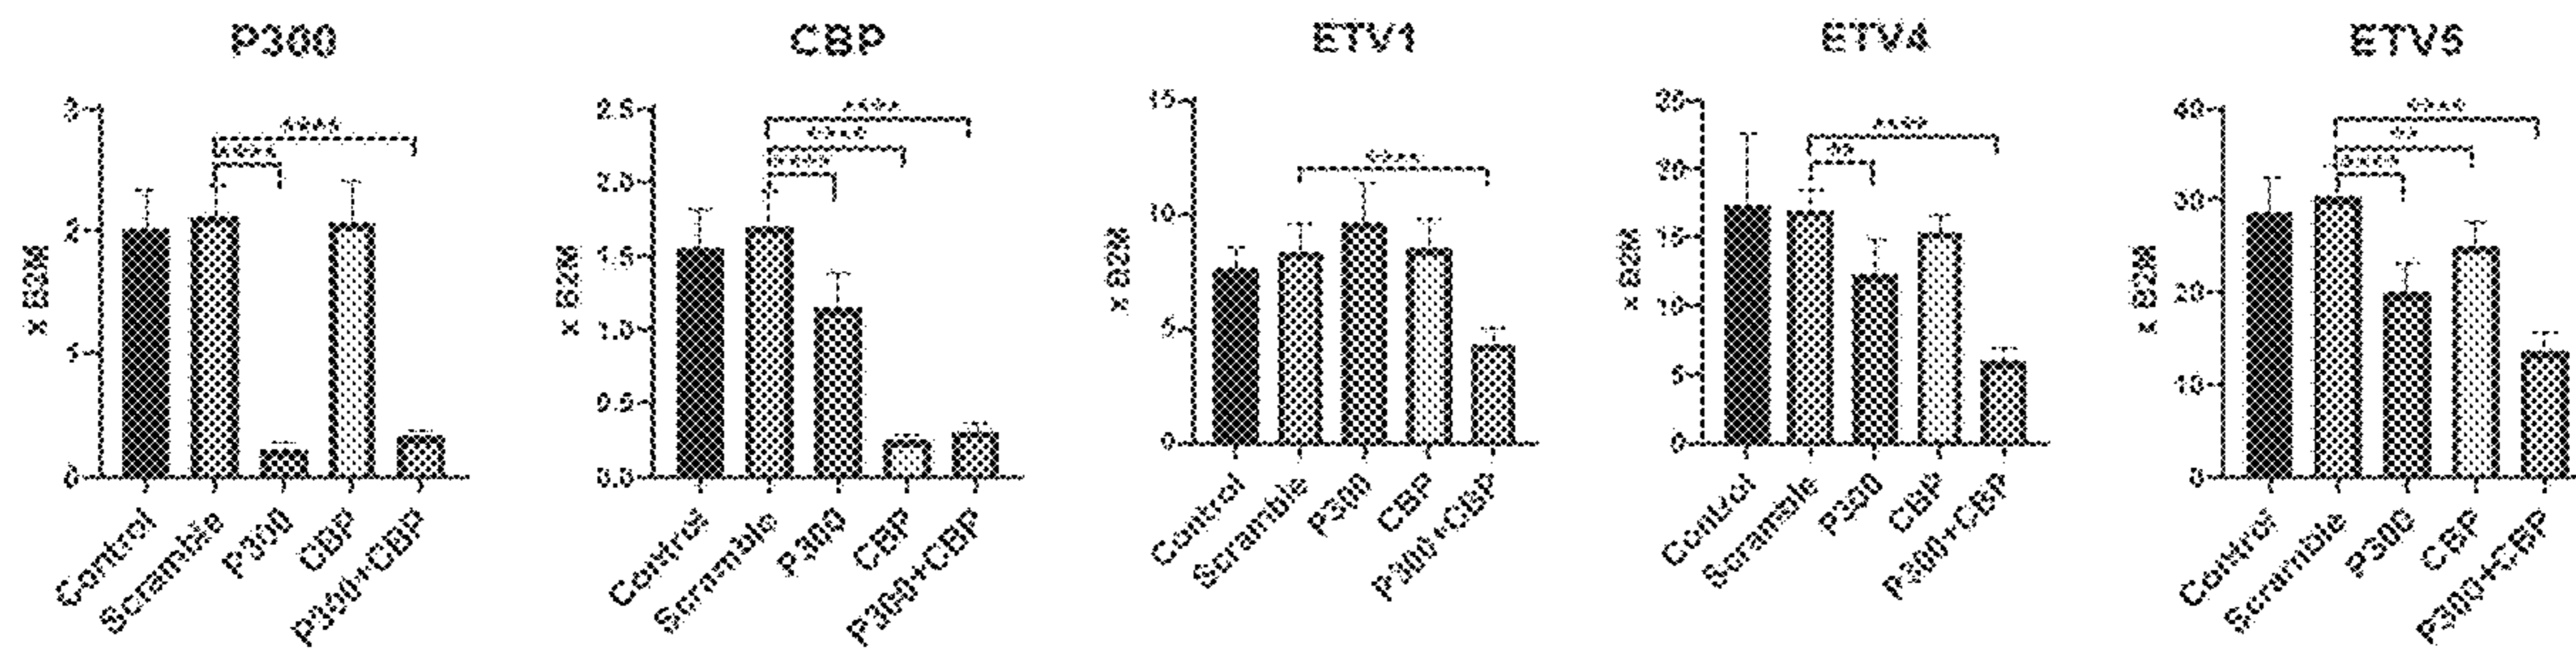 P300
CBP
ETV1
ETV4
ETV5
x B2M
3
2
1
0
****
****
Control
Scramble
P300
CBP
P300+CBP
x B2M
2.5
2.0
1.5
1.0
0.5
0.0
****
****
****
Control
Scramble
P300
CBP
P300+CBP
x B2M
15
10
5
0
****
Control
Scramble
P300
CBP
P300+CBP
x B2M
25
20
15
10
5
0
****
**
Control
Scramble
P300
CBP
P300+CBP
x B2M
40
30
20
10
0
****
**
****
Control
Scramble
P300
CBP
P300+CBP